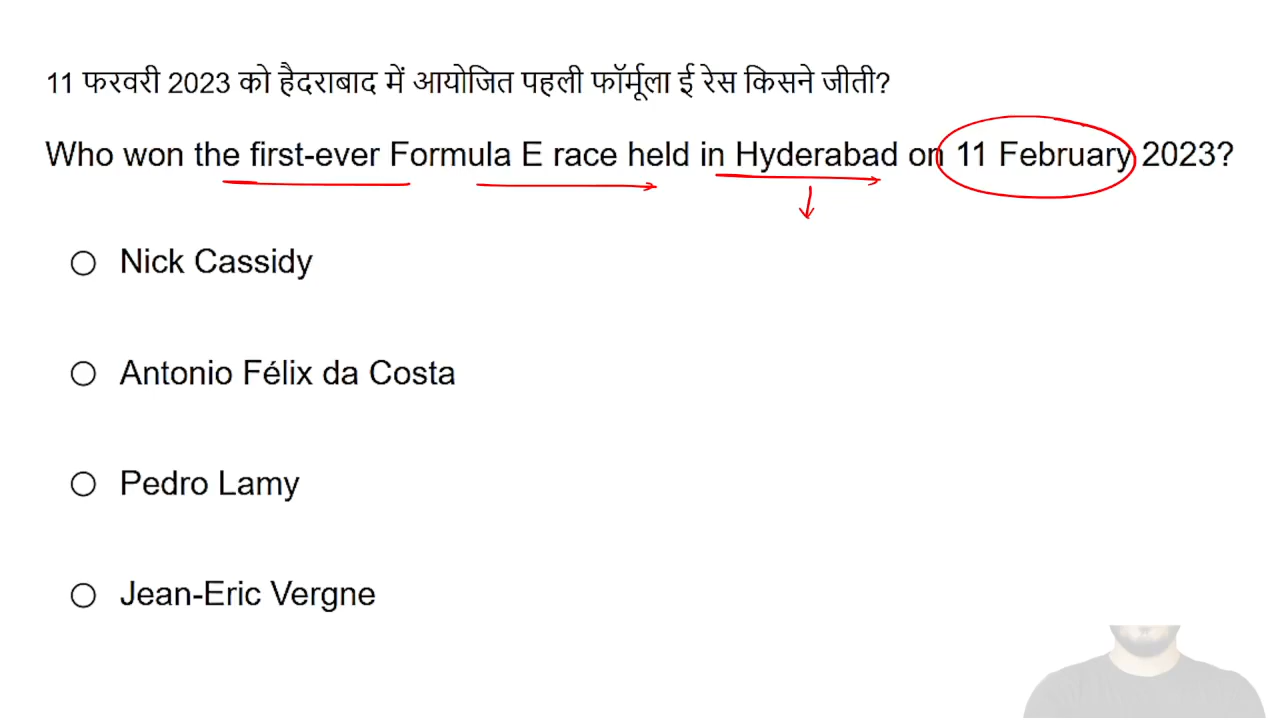 11 फरवरी 2023 को हैदराबाद में आयोजित पहली फॉर्मूला ई रेस किसने जीती?
Who won the first-ever Formula E race held in Hyderabad on 11 February 2023?
Nick Cassidy
Antonio Félix da Costa
Pedro Lamy
Jean-Eric Vergne